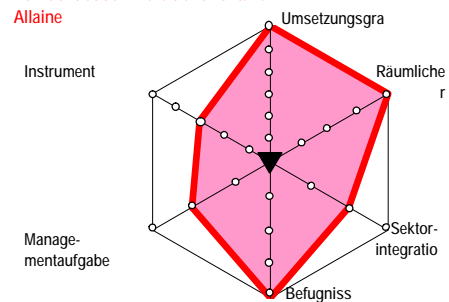 Allaine
Umsetzungsgra
Instrument
Räumliche
r
Manage-
mentaufgabe
Sektor-
integratio
Befugniss